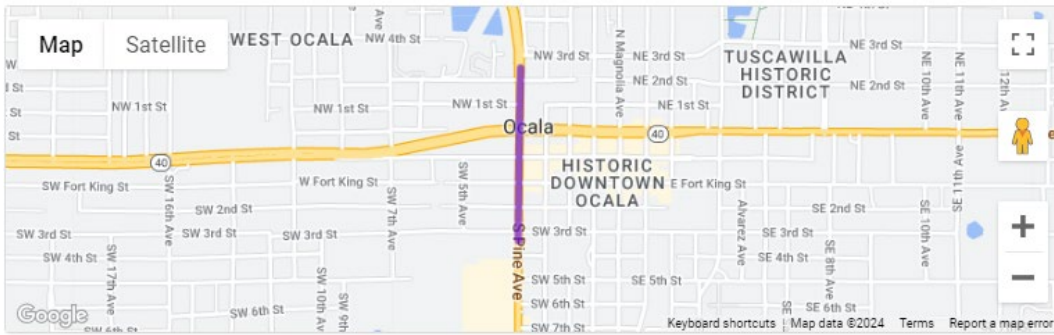 Map
Satellite
WEST OCALA
NW 4th St
NW 3rd St
N Magnolia Ave
NE 3rd St
TUSCAWILLA
HISTORIC
DISTRICT
NE 3rd St
NE 2nd St
NE 2nd St
NE 10th Ave
NE 11th Ave
12th Ave
NW 1st St
NW 1st St
NW 1st St
NE 1st St
St
St
Ocala
40
40
HISTORIC
DOWNTOWN
OCALA
SW Fort King St
W Fort King St
E Fort King St
SW 16th Ave
SW 7th Ave
SW 5th Ave
SW 2nd St
SE 2nd St
Alvarez Ave
SE 11th Ave
SE 10th Ave
SW 3rd St
SW 3rd St
SW 3rd St
SW 3rd St
SE 3rd St
S Pine Ave
SW 4th St
SW 17th Ave
SE 4th St
SE 8th Ave
SW 10th Ave
SW 9th
SW 5th St
SE 5th St
SW 6th St
SW 6th St
SE 6th St
SW 7th St
Google
Keyboard shortcuts
Map data ©2024
Terms
Report a map error